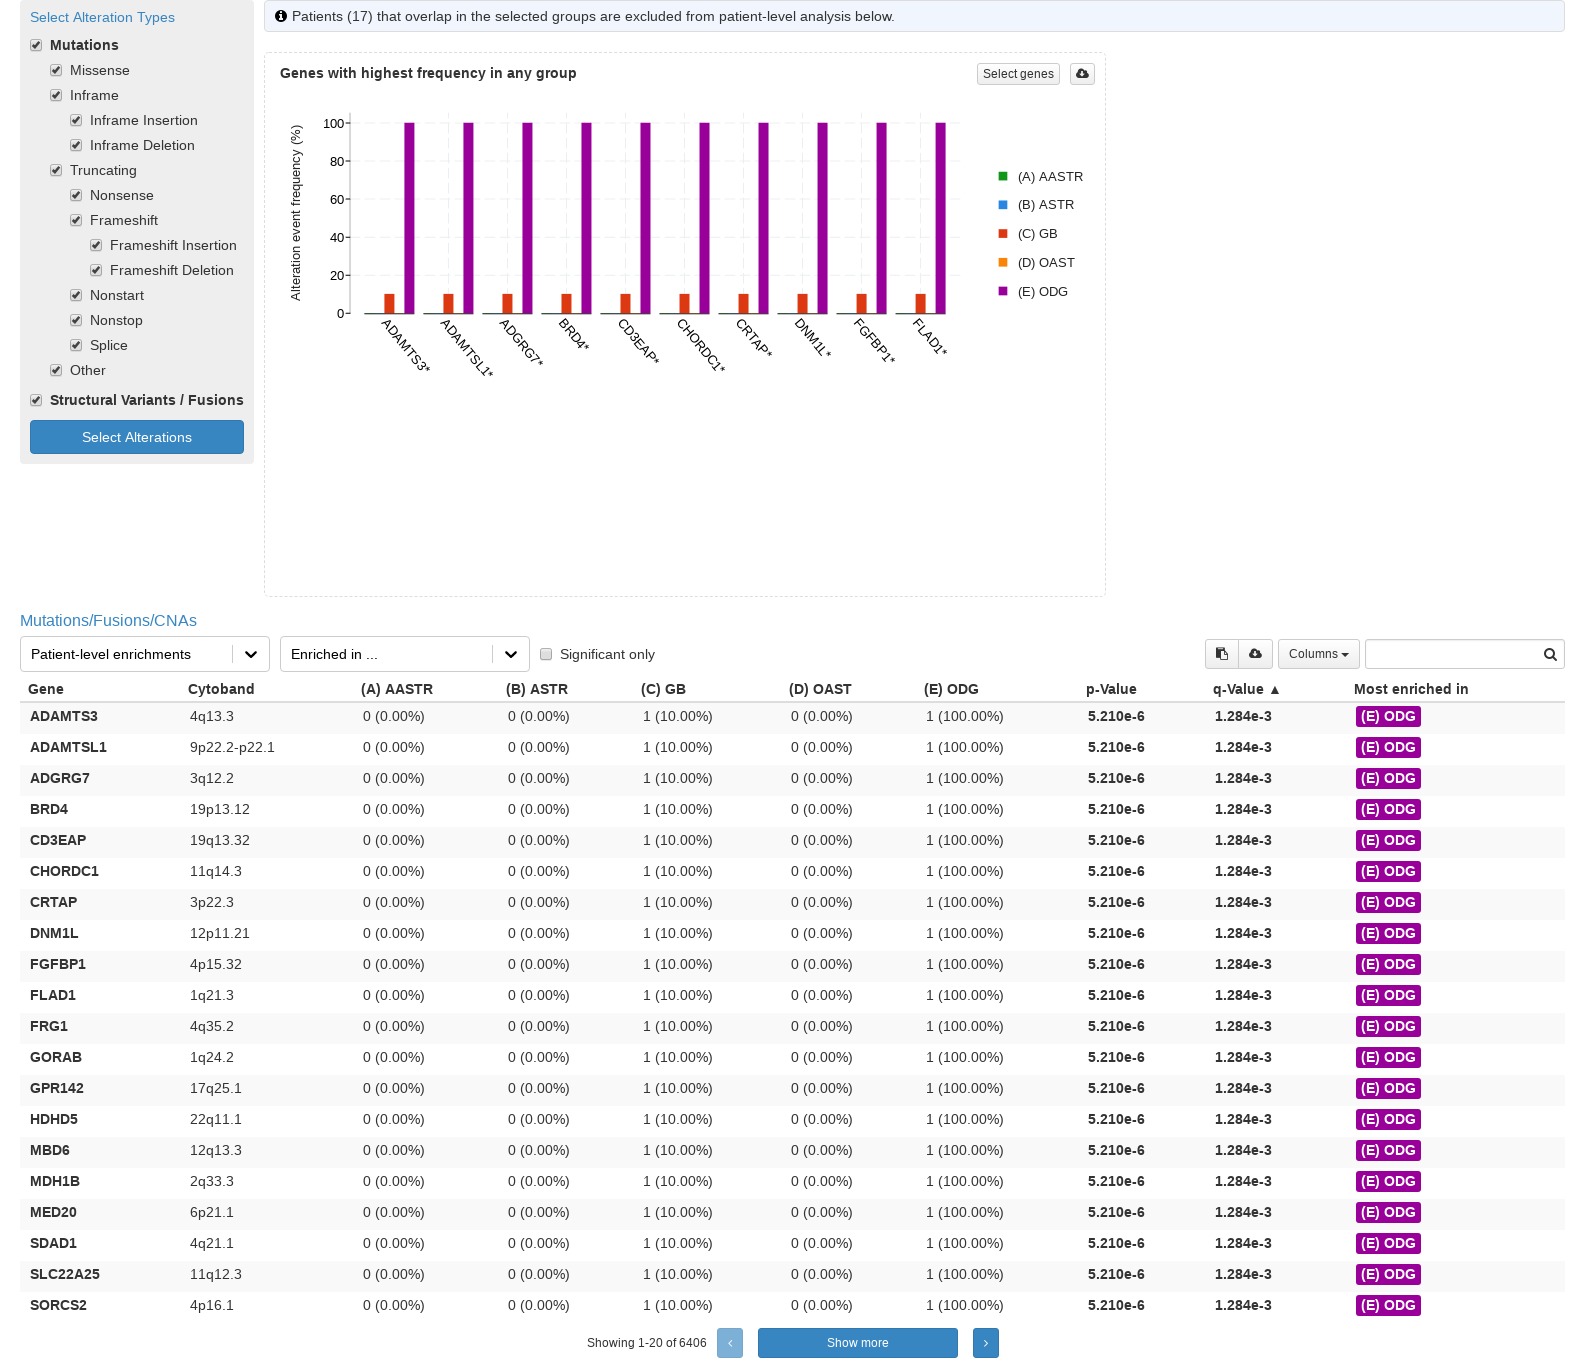 Select Alteration Types
Mutations
Missense
Inframe
Inframe Insertion
Inframe Deletion
Truncating
Nonsense
Frameshift
Frameshift Insertion
Frameshift Deletion
Nonstart
Nonstop
Splice
Other
Structural Variants / Fusions
Select Alterations
Patients (17) that overlap in the selected groups are excluded from patient-level analysis below.
Genes with highest frequency in any group
Select genes
Alteration event frequency (%)
100
80
60
40
20
0
ADAMTS3*
ADAMTSL1*
ADGRG7*
BRD4*
CD3EAP*
CHORDC1*
CRTAP*
DNM1L*
FGFBP1*
FLAD1*
(A) AASTR
(B) ASTR
(C) GB
(D) OAST
(E) ODG
Mutations/Fusions/CNAs
Patient-level enrichments Enriched in ... Significant only Columns
Gene Cytoband (A) AASTR (B) ASTR (C) GB (D) OAST (E) ODG p-Value q-Value ▲ Most enriched in
ADAMTS3 4q13.3 0 (0.00%) 0 (0.00%) 1 (10.00%) 0 (0.00%) 1 (100.00%) 5.210e-6 1.284e-3 (E) ODG
ADAMTSL1 9p22.2-p22.1 0 (0.00%) 0 (0.00%) 1 (10.00%) 0 (0.00%) 1 (100.00%) 5.210e-6 1.284e-3 (E) ODG
ADGRG7 3q12.2 0 (0.00%) 0 (0.00%) 1 (10.00%) 0 (0.00%) 1 (100.00%) 5.210e-6 1.284e-3 (E) ODG
BRD4 19p13.12 0 (0.00%) 0 (0.00%) 1 (10.00%) 0 (0.00%) 1 (100.00%) 5.210e-6 1.284e-3 (E) ODG
CD3EAP 19q13.32 0 (0.00%) 0 (0.00%) 1 (10.00%) 0 (0.00%) 1 (100.00%) 5.210e-6 1.284e-3 (E) ODG
CHORDC1 11q14.3 0 (0.00%) 0 (0.00%) 1 (10.00%) 0 (0.00%) 1 (100.00%) 5.210e-6 1.284e-3 (E) ODG
CRTAP 3p22.3 0 (0.00%) 0 (0.00%) 1 (10.00%) 0 (0.00%) 1 (100.00%) 5.210e-6 1.284e-3 (E) ODG
DNM1L 12p11.21 0 (0.00%) 0 (0.00%) 1 (10.00%) 0 (0.00%) 1 (100.00%) 5.210e-6 1.284e-3 (E) ODG
FGFBP1 4p15.32 0 (0.00%) 0 (0.00%) 1 (10.00%) 0 (0.00%) 1 (100.00%) 5.210e-6 1.284e-3 (E) ODG
FLAD1 1q21.3 0 (0.00%) 0 (0.00%) 1 (10.00%) 0 (0.00%) 1 (100.00%) 5.210e-6 1.284e-3 (E) ODG
FRG1 4q35.2 0 (0.00%) 0 (0.00%) 1 (10.00%) 0 (0.00%) 1 (100.00%) 5.210e-6 1.284e-3 (E) ODG
GORAB 1q24.2 0 (0.00%) 0 (0.00%) 1 (10.00%) 0 (0.00%) 1 (100.00%) 5.210e-6 1.284e-3 (E) ODG
GPR142 17q25.1 0 (0.00%) 0 (0.00%) 1 (10.00%) 0 (0.00%) 1 (100.00%) 5.210e-6 1.284e-3 (E) ODG
HDHD5 22q11.1 0 (0.00%) 0 (0.00%) 1 (10.00%) 0 (0.00%) 1 (100.00%) 5.210e-6 1.284e-3 (E) ODG
MBD6 12q13.3 0 (0.00%) 0 (0.00%) 1 (10.00%) 0 (0.00%) 1 (100.00%) 5.210e-6 1.284e-3 (E) ODG
MDH1B 2q33.3 0 (0.00%) 0 (0.00%) 1 (10.00%) 0 (0.00%) 1 (100.00%) 5.210e-6 1.284e-3 (E) ODG
MED20 6p21.1 0 (0.00%) 0 (0.00%) 1 (10.00%) 0 (0.00%) 1 (100.00%) 5.210e-6 1.284e-3 (E) ODG
SDAD1 4q21.1 0 (0.00%) 0 (0.00%) 1 (10.00%) 0 (0.00%) 1 (100.00%) 5.210e-6 1.284e-3 (E) ODG
SLC22A25 11q12.3 0 (0.00%) 0 (0.00%) 1 (10.00%) 0 (0.00%) 1 (100.00%) 5.210e-6 1.284e-3 (E) ODG
SORCS2 4p16.1 0 (0.00%) 0 (0.00%) 1 (10.00%) 0 (0.00%) 1 (100.00%) 5.210e-6 1.284e-3 (E) ODG
Showing 1-20 of 6406 ‹ Show more ›